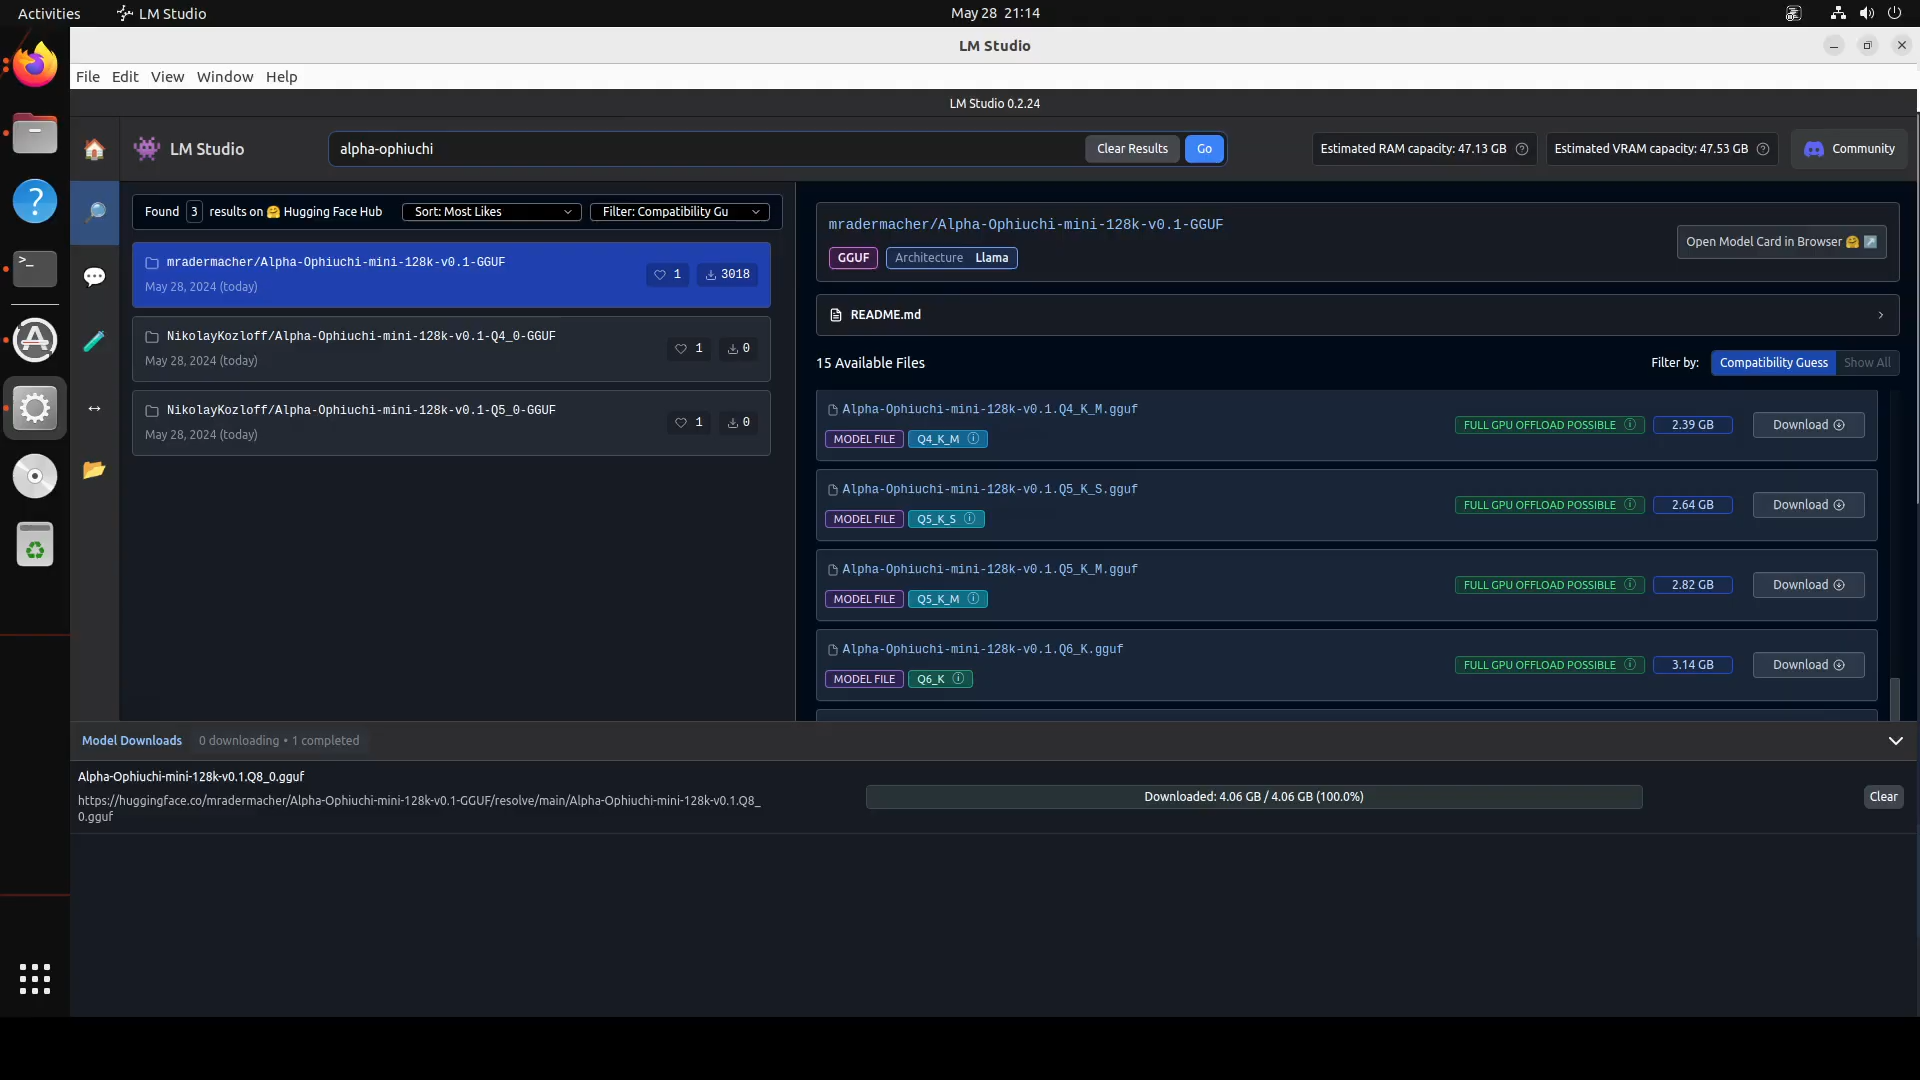 Activities
LM Studio
May 28 21:14
LM Studio
File Edit View Window Help
LM Studio 0.2.24
LM Studio
alpha-ophiuchi
Clear Results
Go
Estimated RAM capacity: 47.13 GB
Estimated VRAM capacity: 47.53 GB
Community
Found 3 results on 🤗 Hugging Face Hub
Sort: Most Likes
Filter: Compatibility Gu
mradermacher/Alpha-Ophiuchi-mini-128k-v0.1-GGUF
May 28, 2024 (today)
1
3018
NikolayKozloff/Alpha-Ophiuchi-mini-128k-v0.1-Q4_0-GGUF
May 28, 2024 (today)
1
0
NikolayKozloff/Alpha-Ophiuchi-mini-128k-v0.1-Q5_0-GGUF
May 28, 2024 (today)
1
0
mradermacher/Alpha-Ophiuchi-mini-128k-v0.1-GGUF
GGUF
Architecture Llama
Open Model Card in Browser 🤗 ↗️
README.md
15 Available Files
Filter by:
Compatibility Guess
Show All
Alpha-Ophiuchi-mini-128k-v0.1.Q4_K_M.gguf
MODEL FILE
Q4_K_M
FULL GPU OFFLOAD POSSIBLE
2.39 GB
Download
Alpha-Ophiuchi-mini-128k-v0.1.Q5_K_S.gguf
MODEL FILE
Q5_K_S
FULL GPU OFFLOAD POSSIBLE
2.64 GB
Download
Alpha-Ophiuchi-mini-128k-v0.1.Q5_K_M.gguf
MODEL FILE
Q5_K_M
FULL GPU OFFLOAD POSSIBLE
2.82 GB
Download
Alpha-Ophiuchi-mini-128k-v0.1.Q6_K.gguf
MODEL FILE
Q6_K
FULL GPU OFFLOAD POSSIBLE
3.14 GB
Download
Model Downloads
0 downloading • 1 completed
Alpha-Ophiuchi-mini-128k-v0.1.Q8_0.gguf
https://huggingface.co/mradermacher/Alpha-Ophiuchi-mini-128k-v0.1-GGUF/resolve/main/Alpha-Ophiuchi-mini-128k-v0.1.Q8_
0.gguf
Downloaded: 4.06 GB / 4.06 GB (100.0%)
Clear